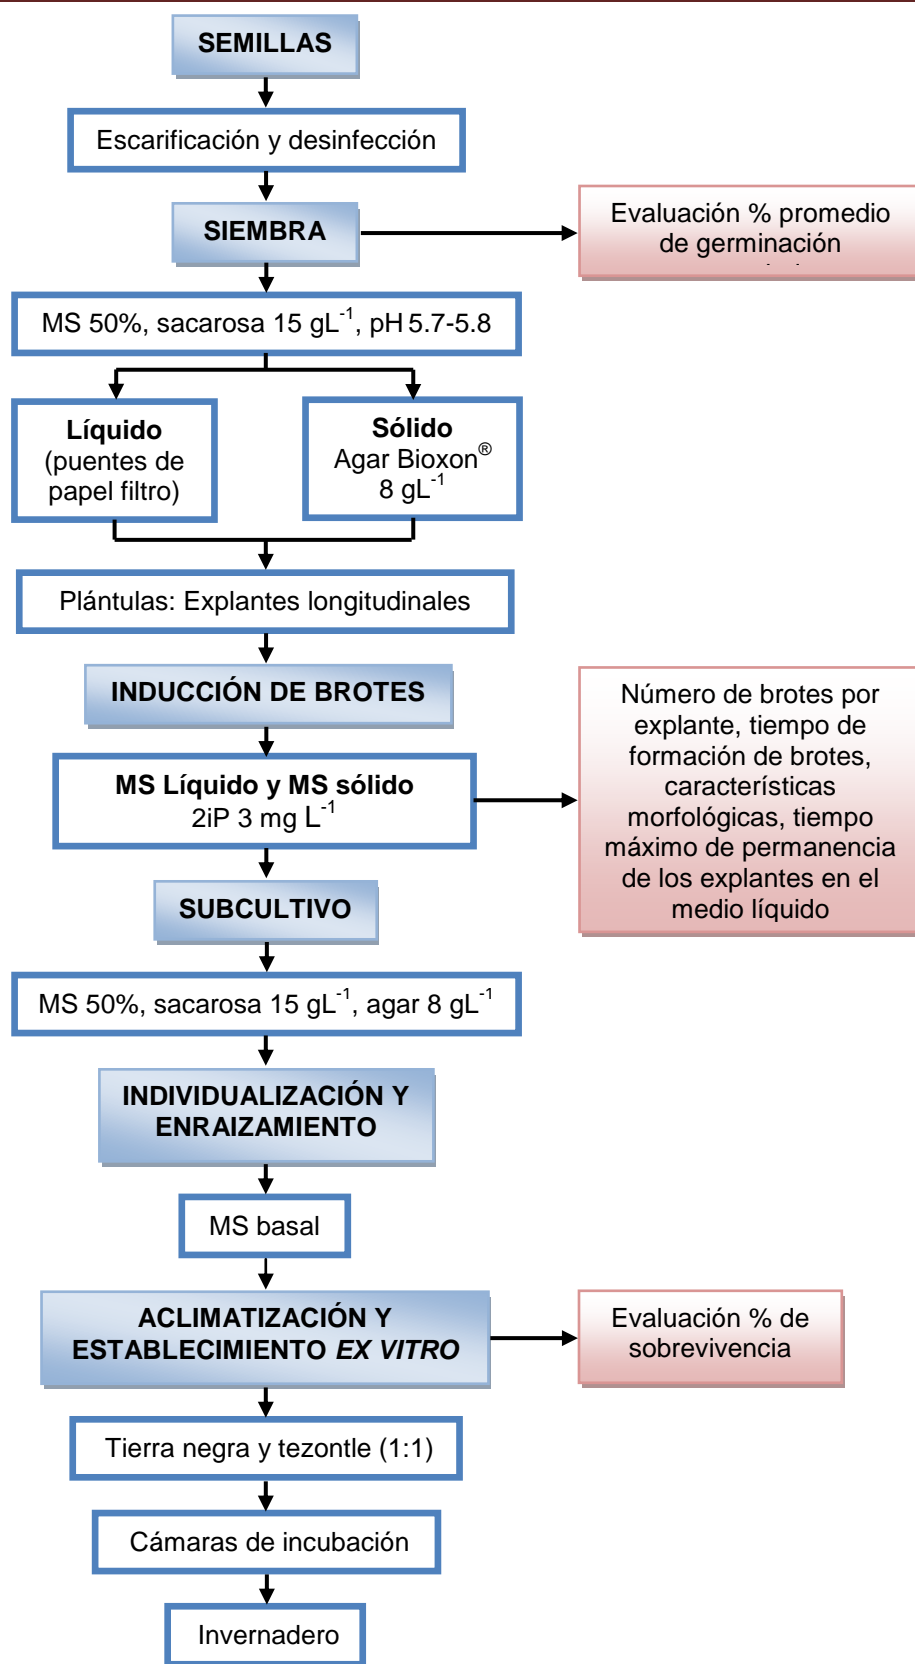 SEMILLAS
Escarificación y desinfección
SIEMBRA
Evaluación % promedio
de germinación
MS 50%, sacarosa 15 gL⁻¹, pH 5.7-5.8
Líquido
(puentes de
papel filtro)
Sólido
Agar Bioxon®
8 gL⁻¹
Plántulas: Explantes longitudinales
INDUCCIÓN DE BROTES
MS Líquido y MS sólido
2iP 3 mg L⁻¹
Número de brotes por
explante, tiempo de
formación de brotes,
características
morfológicas, tiempo
máximo de permanencia
de los explantes en el
medio líquido
SUBCULTIVO
MS 50%, sacarosa 15 gL⁻¹, agar 8 gL⁻¹
INDIVIDUALIZACIÓN Y
ENRAIZAMIENTO
MS basal
ACLIMATIZACIÓN Y
ESTABLECIMIENTO EX VITRO
Evaluación % de
sobrevivencia
Tierra negra y tezontle (1:1)
Cámaras de incubación
Invernadero